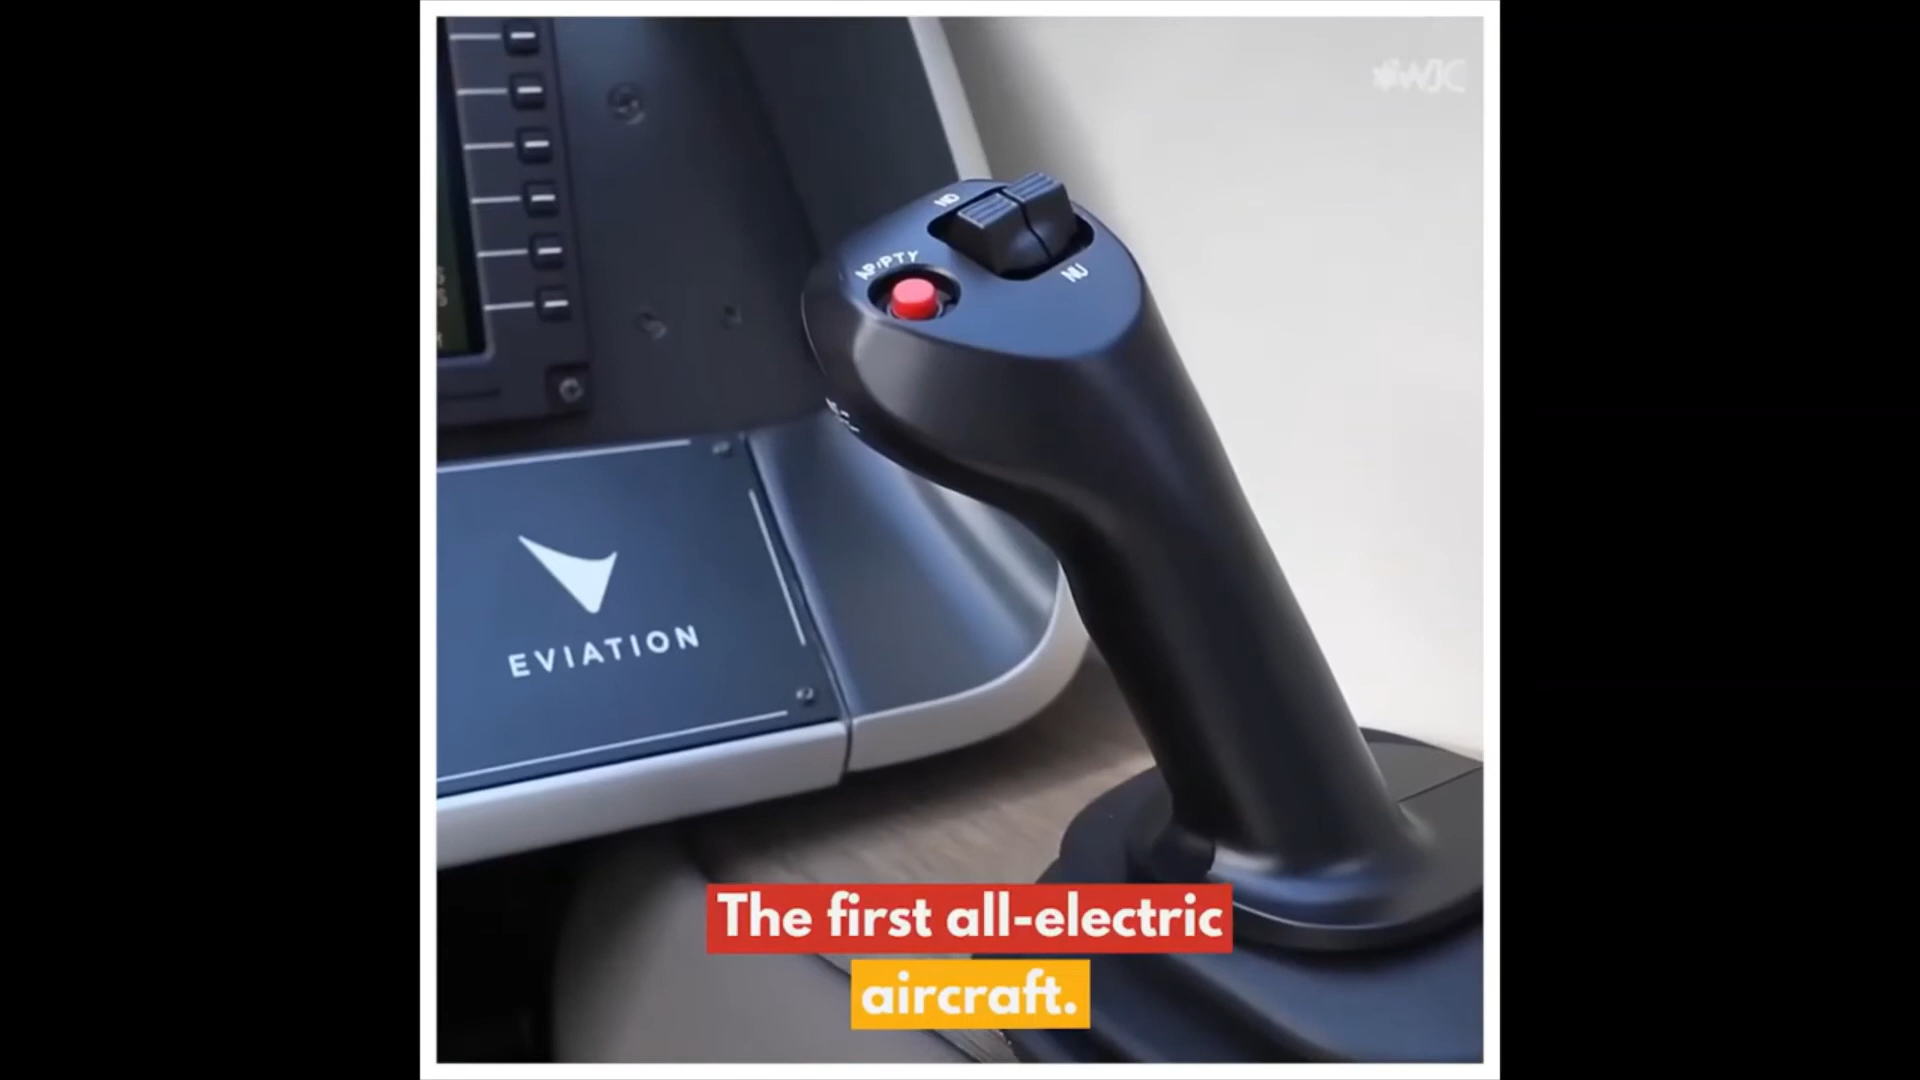 WJC
ND
AP/PTY
NU
EVIATION
The first all-electric
aircraft.